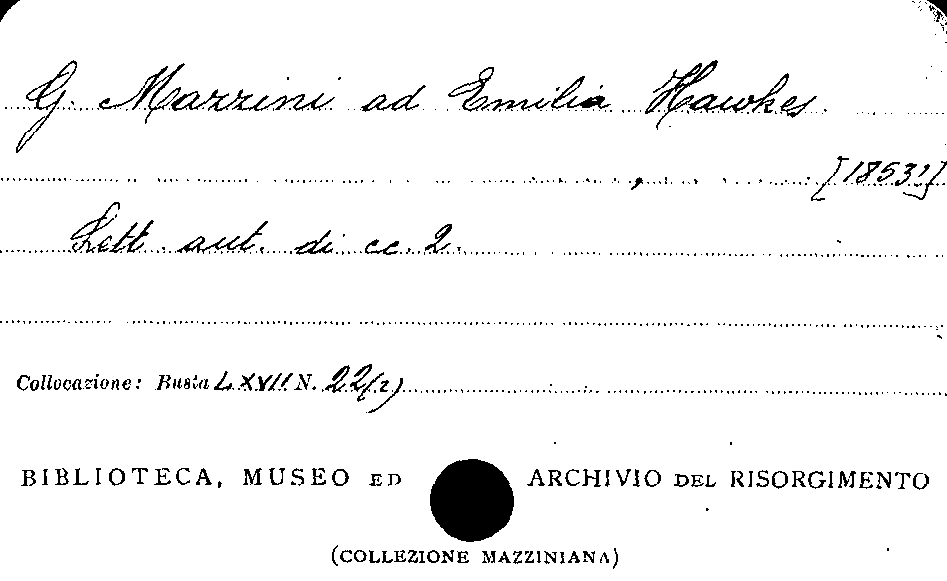 G. Mazzini ad Emilia Hawkes.
[1853?]
Lett. aut. di cc. 2.
Collocazione: Busta LXVII N. 22(2)
BIBLIOTECA, MUSEO ED ARCHIVIO DEL RISORGIMENTO
(COLLEZIONE MAZZINIANA)